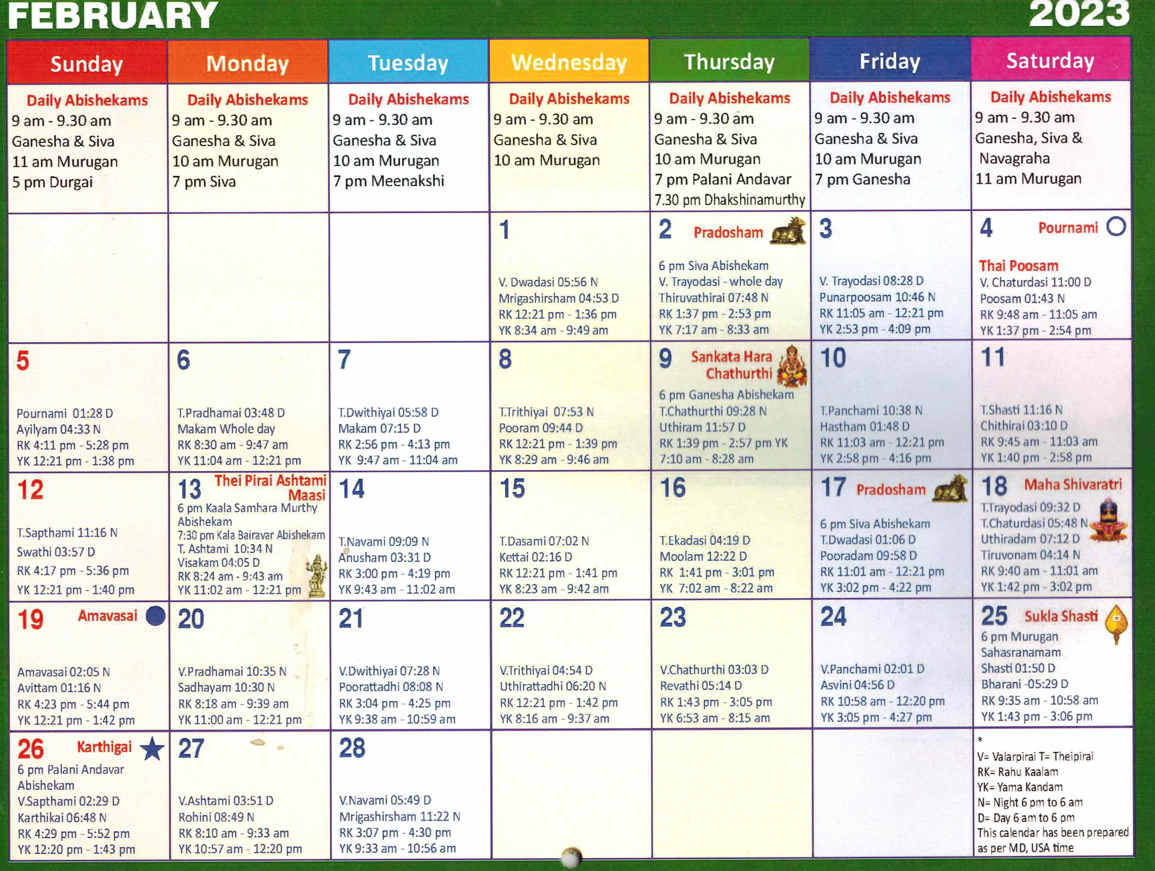 FEBRUARY
2023
Sunday
Monday
Tuesday
Wednesday
Thursday
Friday
Saturday
Daily Abishekams
9 am - 9.30 am
Ganesha & Siva
11 am Murugan
5 pm Durgai
Daily Abishekams
9 am - 9.30 am
Ganesha & Siva
10 am Murugan
7 pm Siva
Daily Abishekams
9 am - 9.30 am
Ganesha & Siva
10 am Murugan
7 pm Meenakshi
Daily Abishekams
9 am - 9.30 am
Ganesha & Siva
10 am Murugan
Daily Abishekams
9 am - 9.30 am
Ganesha & Siva
10 am Murugan
7 pm Palani Andavar
7.30 pm Dhakshinamurthy
Daily Abishekams
9 am - 9.30 am
Ganesha & Siva
10 am Murugan
7 pm Ganesha
Daily Abishekams
9 am - 9.30 am
Ganesha, Siva &
Navagraha
11 am Murugan
1
V. Dwadasi 05:56 N
Mrigashirsham 04:53 D
RK 12:21 pm - 1:36 pm
YK 8:34 am - 9:49 am
2 Pradosham
6 pm Siva Abishekam
V. Trayodasi - whole day
Thiruvathirai 07:48 N
RK 1:37 pm - 2:53 pm
YK 7:17 am - 8:33 am
3
V. Trayodasi 08:28 D
Punarpoosam 10:46 N
RK 11:05 am - 12:21 pm
YK 2:53 pm - 4:09 pm
4 Pournami
Thai Poosam
V. Chaturdasi 11:00 D
Poosam 01:43 N
RK 9:48 am - 11:05 am
YK 1:37 pm - 2:54 pm
5
Pournami 01:28 D
Ayilyam 04:33 N
RK 4:11 pm - 5:28 pm
YK 12:21 pm - 1:38 pm
6
T.Pradhamai 03:48 D
Makam Whole day
RK 8:30 am - 9:47 am
YK 11:04 am - 12:21 pm
7
T.Dwithiyai 05:58 D
Makam 07:15 D
RK 2:56 pm - 4:13 pm
YK 9:47 am - 11:04 am
8
T.Trithiyai 07:53 N
Pooram 09:44 D
RK 12:21 pm - 1:39 pm
YK 8:29 am - 9:46 am
9 Sankata Hara
Chathurthi
6 pm Ganesha Abishekam
T.Chathurthi 09:28 N
Uthiram 11:57 D
RK 1:39 pm - 2:57 pm YK
7:10 am - 8:28 am
10
T.Panchami 10:38 N
Hastham 01:48 D
RK 11:03 am - 12:21 pm
YK 2:58 pm - 4:16 pm
11
T.Shasti 11:16 N
Chithirai 03:10 D
RK 9:45 am - 11:03 am
YK 1:40 pm - 2:58 pm
12
T.Sapthami 11:16 N
Swathi 03:57 D
RK 4:17 pm - 5:36 pm
YK 12:21 pm - 1:40 pm
13 Thei Pirai Ashtami
Maasi
6 pm Kaala Samhara Murthy
Abishekam
7:30 pm Kala Bairavar Abishekam
T. Ashtami 10:34 N
Visakam 04:05 D
RK 8:24 am - 9:43 am
YK 11:02 am - 12:21 pm
14
T.Navami 09:09 N
Anusham 03:31 D
RK 3:00 pm - 4:19 pm
YK 9:43 am - 11:02 am
15
T.Dasami 07:02 N
Kettai 02:16 D
RK 12:21 pm - 1:41 pm
YK 8:23 am - 9:42 am
16
T.Ekadasi 04:19 D
Moolam 12:22 D
RK 1:41 pm - 3:01 pm
YK 7:02 am - 8:22 am
17 Pradosham
6 pm Siva Abishekam
T.Dwadasi 01:06 D
Pooradam 09:58 D
RK 11:01 am - 12:21 pm
YK 3:02 pm - 4:22 pm
18 Maha Shivaratri
T.Trayodasi 09:32 D
T.Chaturdasi 05:48 N
Uthiradam 07:12 D
Tiruvonam 04:14 N
RK 9:40 am - 11:01 am
YK 1:42 pm - 3:02 pm
19 Amavasai
Amavasai 02:05 N
Avittam 01:16 N
RK 4:23 pm - 5:44 pm
YK 12:21 pm - 1:42 pm
20
V.Pradhamai 10:35 N
Sadhayam 10:30 N
RK 8:18 am - 9:39 am
YK 11:00 am - 12:21 pm
21
V.Dwithiyai 07:28 N
Poorattadhi 08:08 N
RK 3:04 pm - 4:25 pm
YK 9:38 am - 10:59 am
22
V.Trithiyai 04:54 D
Uthirattadhi 06:20 N
RK 12:21 pm - 1:42 pm
YK 8:16 am - 9:37 am
23
V.Chathurthi 03:03 D
Revathi 05:14 D
RK 1:43 pm - 3:05 pm
YK 6:53 am - 8:15 am
24
V.Panchami 02:01 D
Asvini 04:56 D
RK 10:58 am - 12:20 pm
YK 3:05 pm - 4:27 pm
25 Sukla Shasti
6 pm Murugan
Sahasranamam
Shasti 01:50 D
Bharani -05:29 D
RK 9:35 am - 10:58 am
YK 1:43 pm - 3:06 pm
26 Karthigai
6 pm Palani Andavar
Abishekam
V.Sapthami 02:29 D
Karthikai 06:48 N
RK 4:29 pm - 5:52 pm
YK 12:20 pm - 1:43 pm
27
V.Ashtami 03:51 D
Rohini 08:49 N
RK 8:10 am - 9:33 am
YK 10:57 am - 12:20 pm
28
V.Navami 05:49 D
Mrigashirsham 11:22 N
RK 3:07 pm - 4:30 pm
YK 9:33 am - 10:56 am
*
V= Valarpirai T= Theipirai
RK= Rahu Kaalam
YK= Yama Kandam
N= Night 6 pm to 6 am
D= Day 6 am to 6 pm
This calendar has been prepared
as per MD, USA time